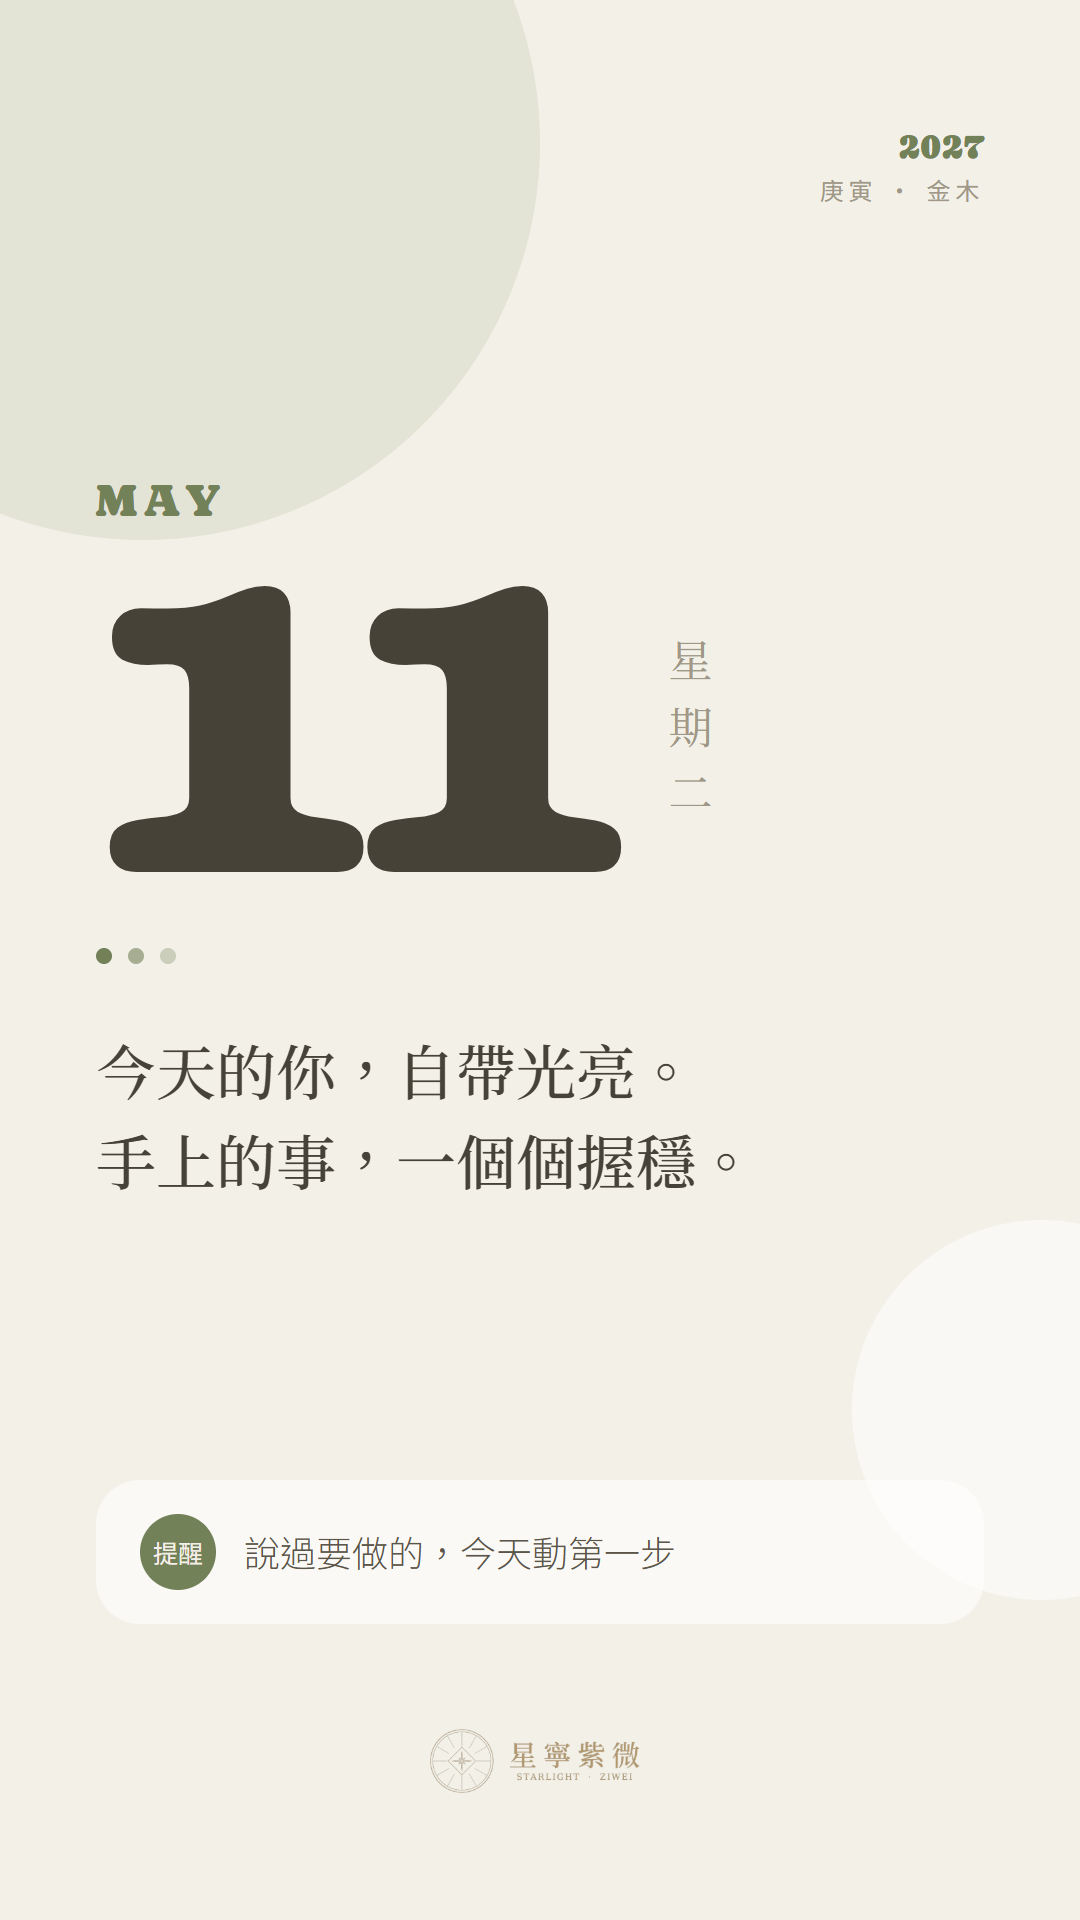 2027
庚寅 • 金木
MAY
11
星期二
今天的你，自帶光亮。
手上的事，一個個握穩。
提醒
說過要做的，今天動第一步
星寧紫微
STARLIGHT · ZIWEI